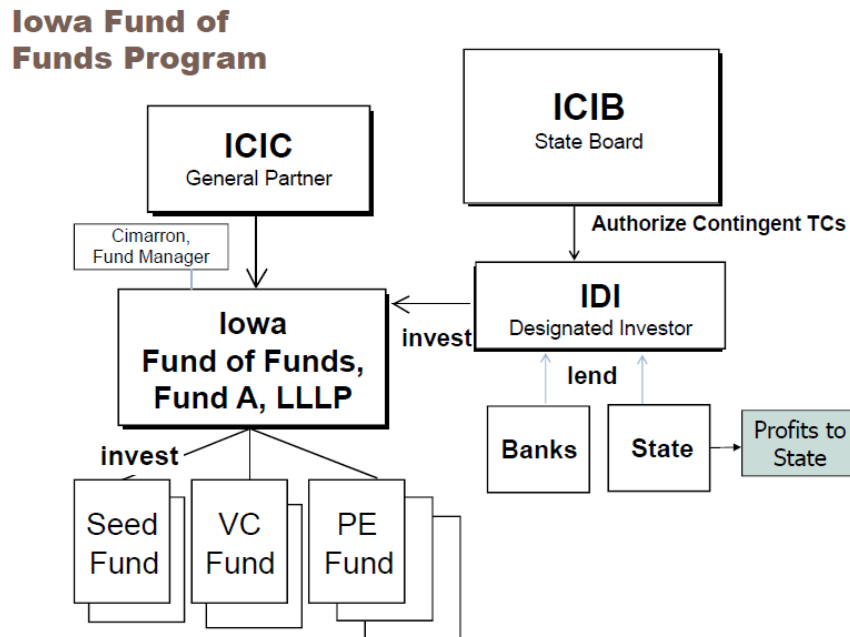 Iowa Fund of
Funds Program
ICIC
General Partner
ICIB
State Board
Authorize Contingent TCs
Cimarron,
Fund Manager
Iowa
Fund of Funds,
Fund A, LLLP
invest
IDI
Designated Investor
lend
Banks
State
Profits to
State
invest
Seed
Fund
VC
Fund
PE
Fund